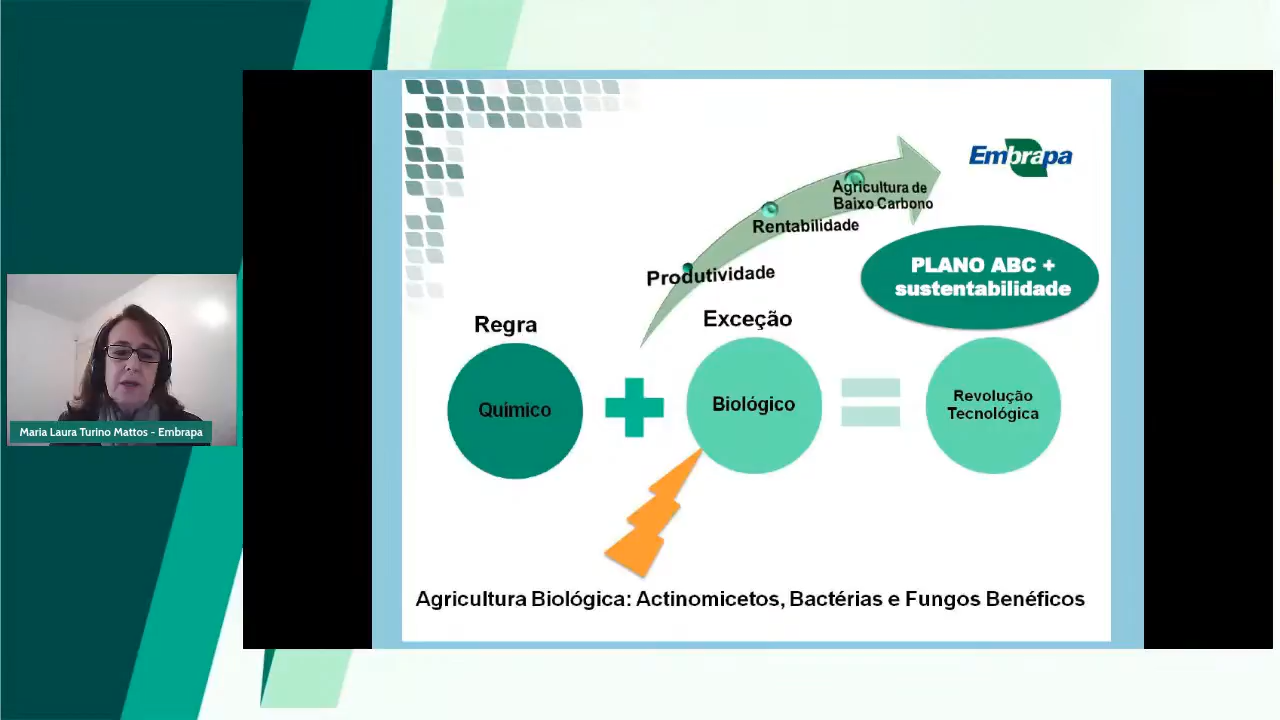 Embrapa
Agricultura de
Baixo Carbono
Rentabilidade
Produtividade
PLANO ABC +
sustentabilidade
Regra
Exceção
Químico
Biológico
Revolução
Tecnológica
Maria Laura Turino Mattos - Embrapa
Agricultura Biológica: Actinomicetos, Bactérias e Fungos Benéficos